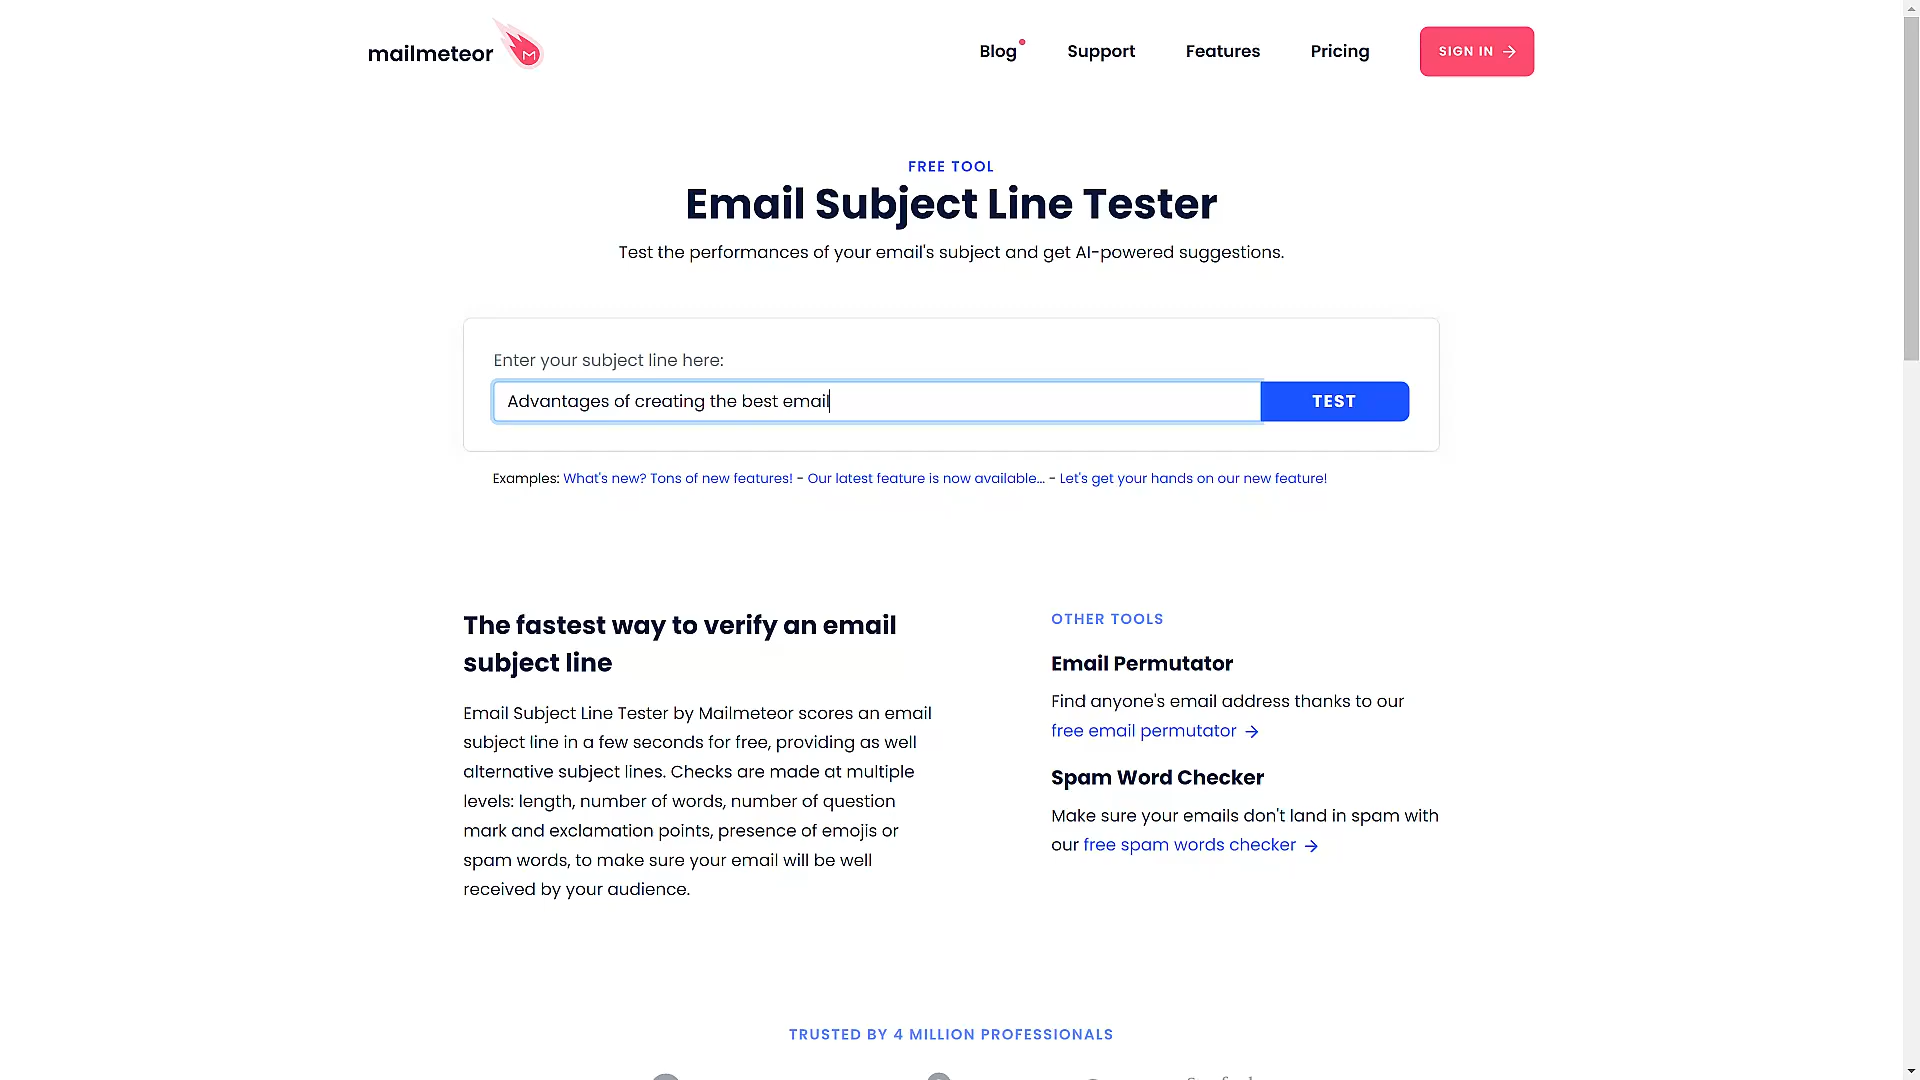 mailmeteor
Blog
Support
Features
Pricing
SIGN IN
FREE TOOL
Email Subject Line Tester
Test the performances of your email's subject and get AI-powered suggestions.
Enter your subject line here:
Advantages of creating the best email
TEST
Examples: What's new? Tons of new features! - Our latest feature is now available... - Let's get your hands on our new feature!
The fastest way to verify an email
subject line
Email Subject Line Tester by Mailmeteor scores an email
subject line in a few seconds for free, providing as well
alternative subject lines. Checks are made at multiple
levels: length, number of words, number of question
mark and exclamation points, presence of emojis or
spam words, to make sure your email will be well
received by your audience.
OTHER TOOLS
Email Permutator
Find anyone's email address thanks to our
free email permutator →
Spam Word Checker
Make sure your emails don't land in spam with
our free spam words checker →
TRUSTED BY 4 MILLION PROFESSIONALS